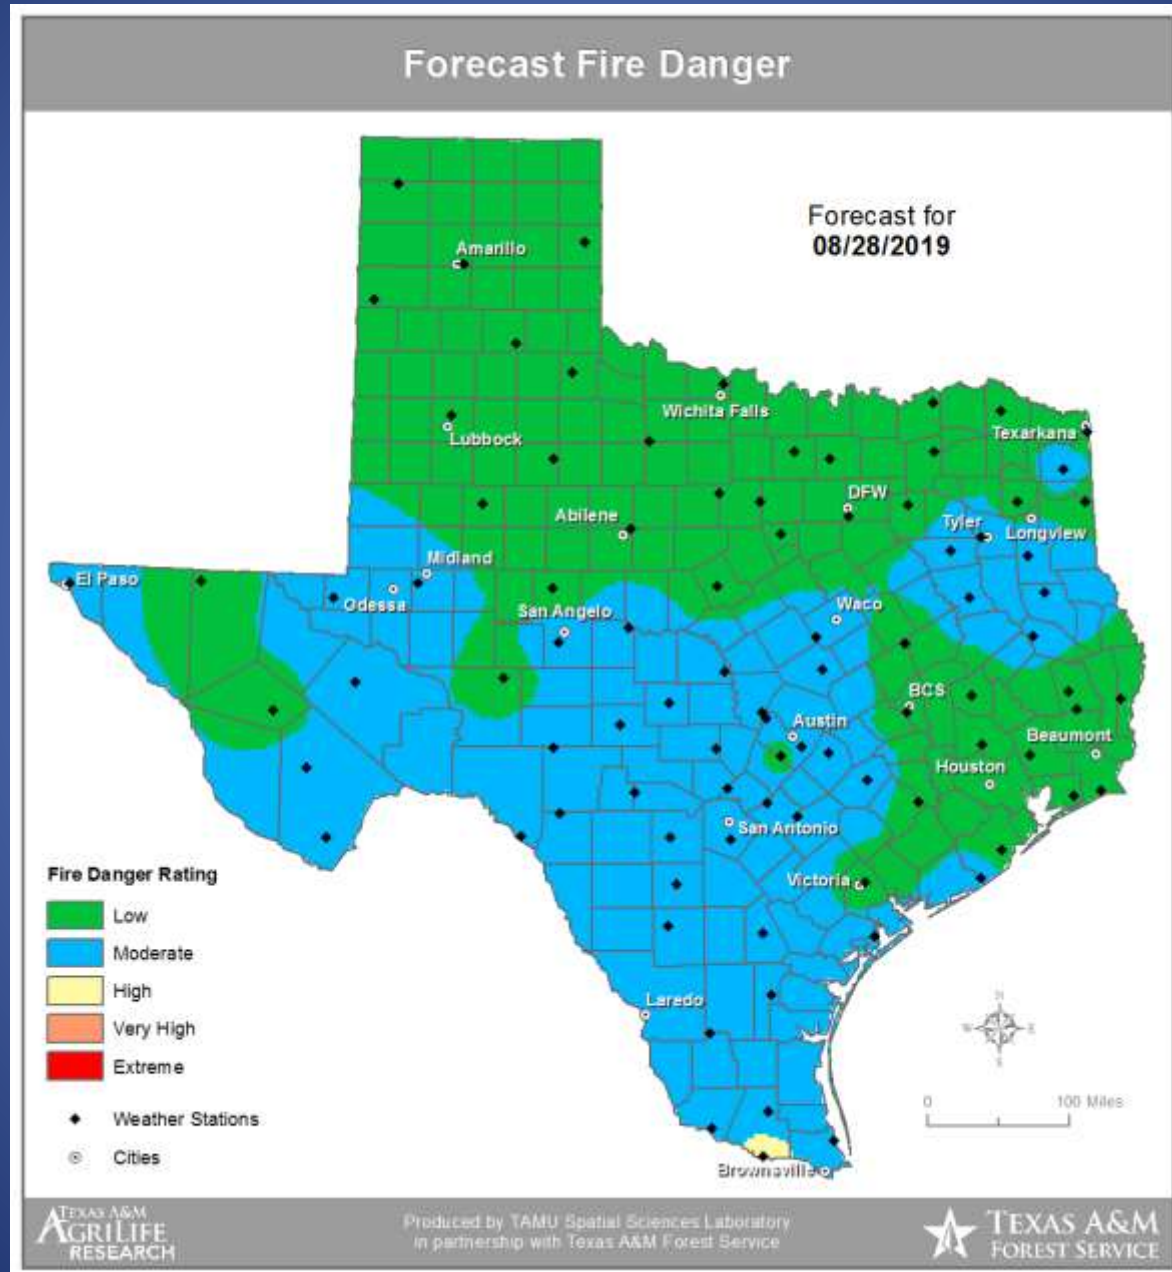 Forecast Fire Danger
Forecast for
08/28/2019
Amarillo
Wichita Falls
Lubbock
Texarkana
DFW
Abilene
Tyler
Longview
Midland
El Paso
Odessa
San Angelo
Waco
BCS
Austin
Beaumont
Houston
San Antonio
Fire Danger Rating
Victoria
Low
Moderate
High
Laredo
Very High
Extreme
N
W E
S
0 100 Miles
Weather Stations
Cities
Brownsville
TEXAS A&M
AGRILIFE
RESEARCH
Produced by TAMU Spatial Sciences Laboratory
in partnership with Texas A&M Forest Service
TEXAS A&M
FOREST SERVICE